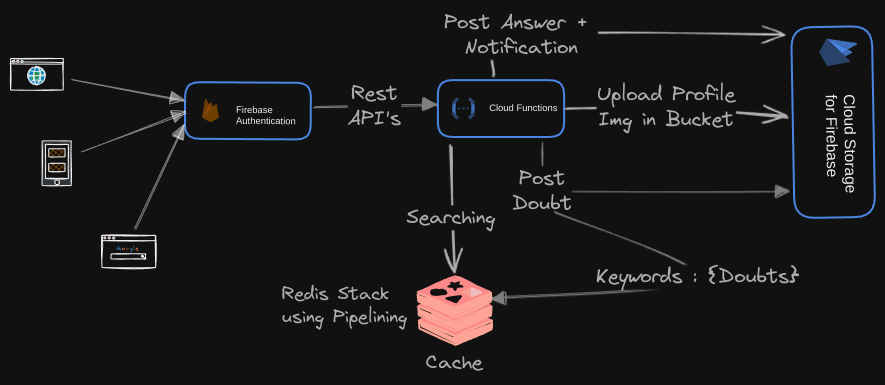 Post Answer +
Notification
Rest
API's
Firebase
Authentication
Cloud Functions
Upload Profile
Img in Bucket
Cloud Storage
for Firebase
Post
Doubt
Searching
Google
Keywords : {Doubts}
Redis Stack
using Pipelining
Cache